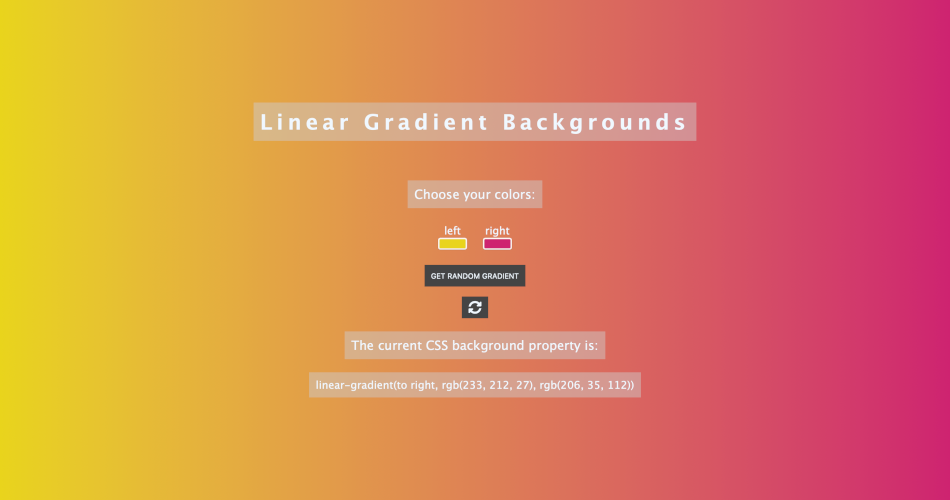 Linear Gradient Backgrounds
Choose your colors:
left right
GET RANDOM GRADIENT
The current CSS background property is:
linear-gradient(to right, rgb(233, 212, 27), rgb(206, 35, 112))